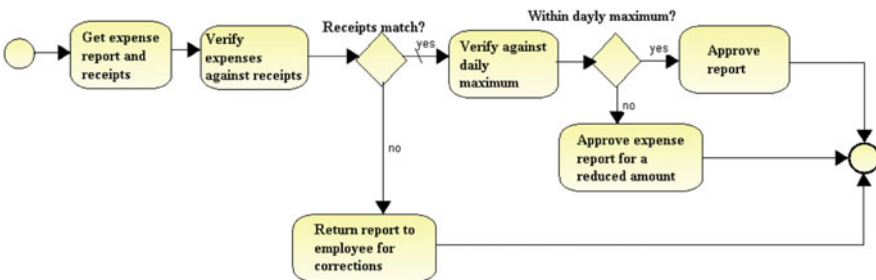 Get expense
report and
receipts
Verify
expenses
against receipts
Receipts match?
yes
no
Verify against
daily
maximum
Within dayly maximum?
yes
no
Approve
report
Approve expense
report for a
reduced amount
Return report to
employee for
corrections